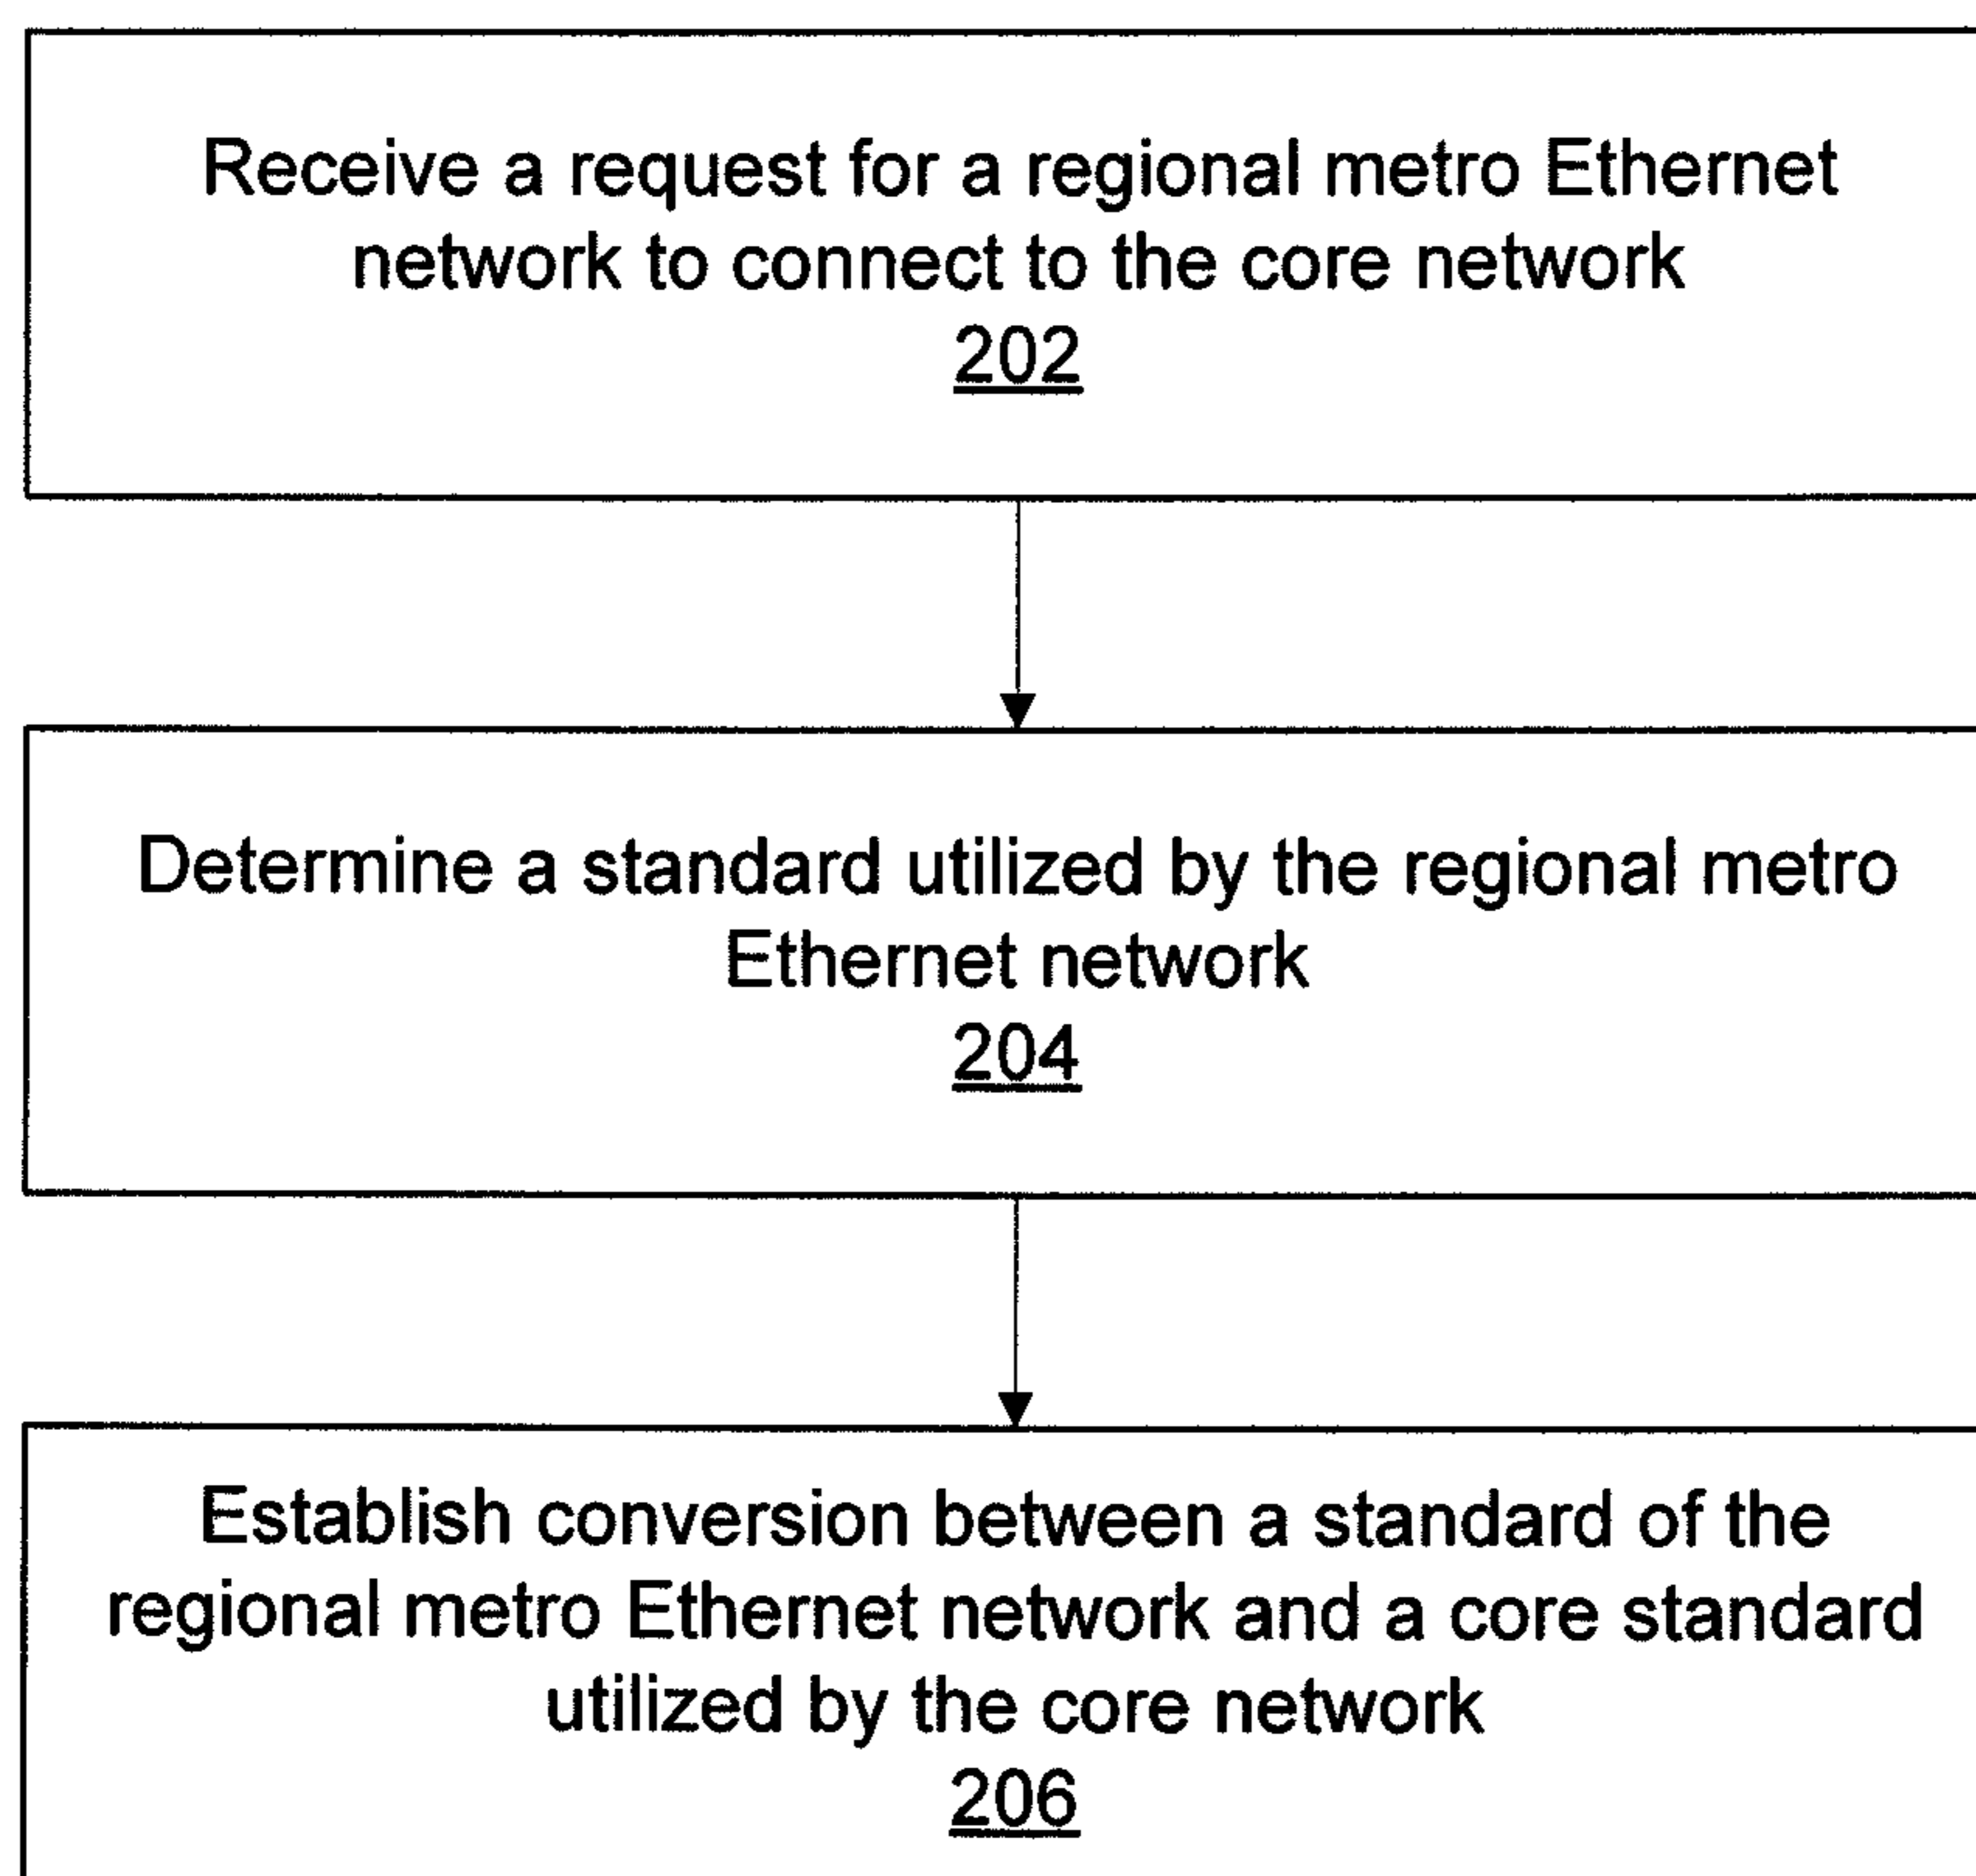 Receive a request for a regional metro Ethernet
network to connect to the core network
202
Determine a standard utilized by the regional metro
Ethernet network
204
Establish conversion between a standard of the
regional metro Ethernet network and a core standard
utilized by the core network
206